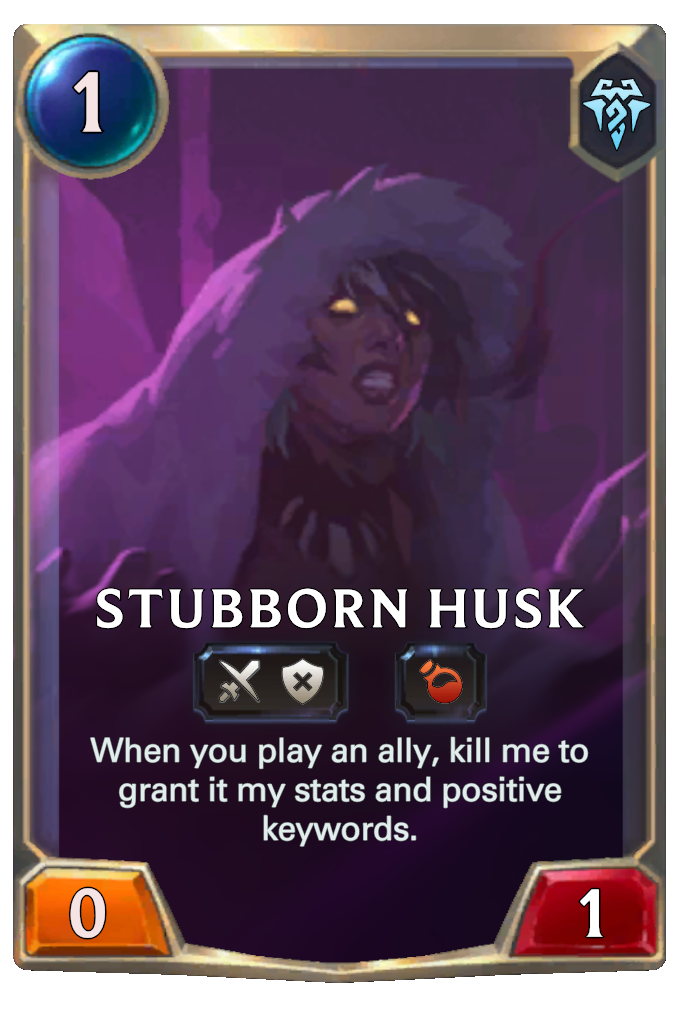 1
STUBBORN HUSK
When you play an ally, kill me to
grant it my stats and positive
keywords.
0
1